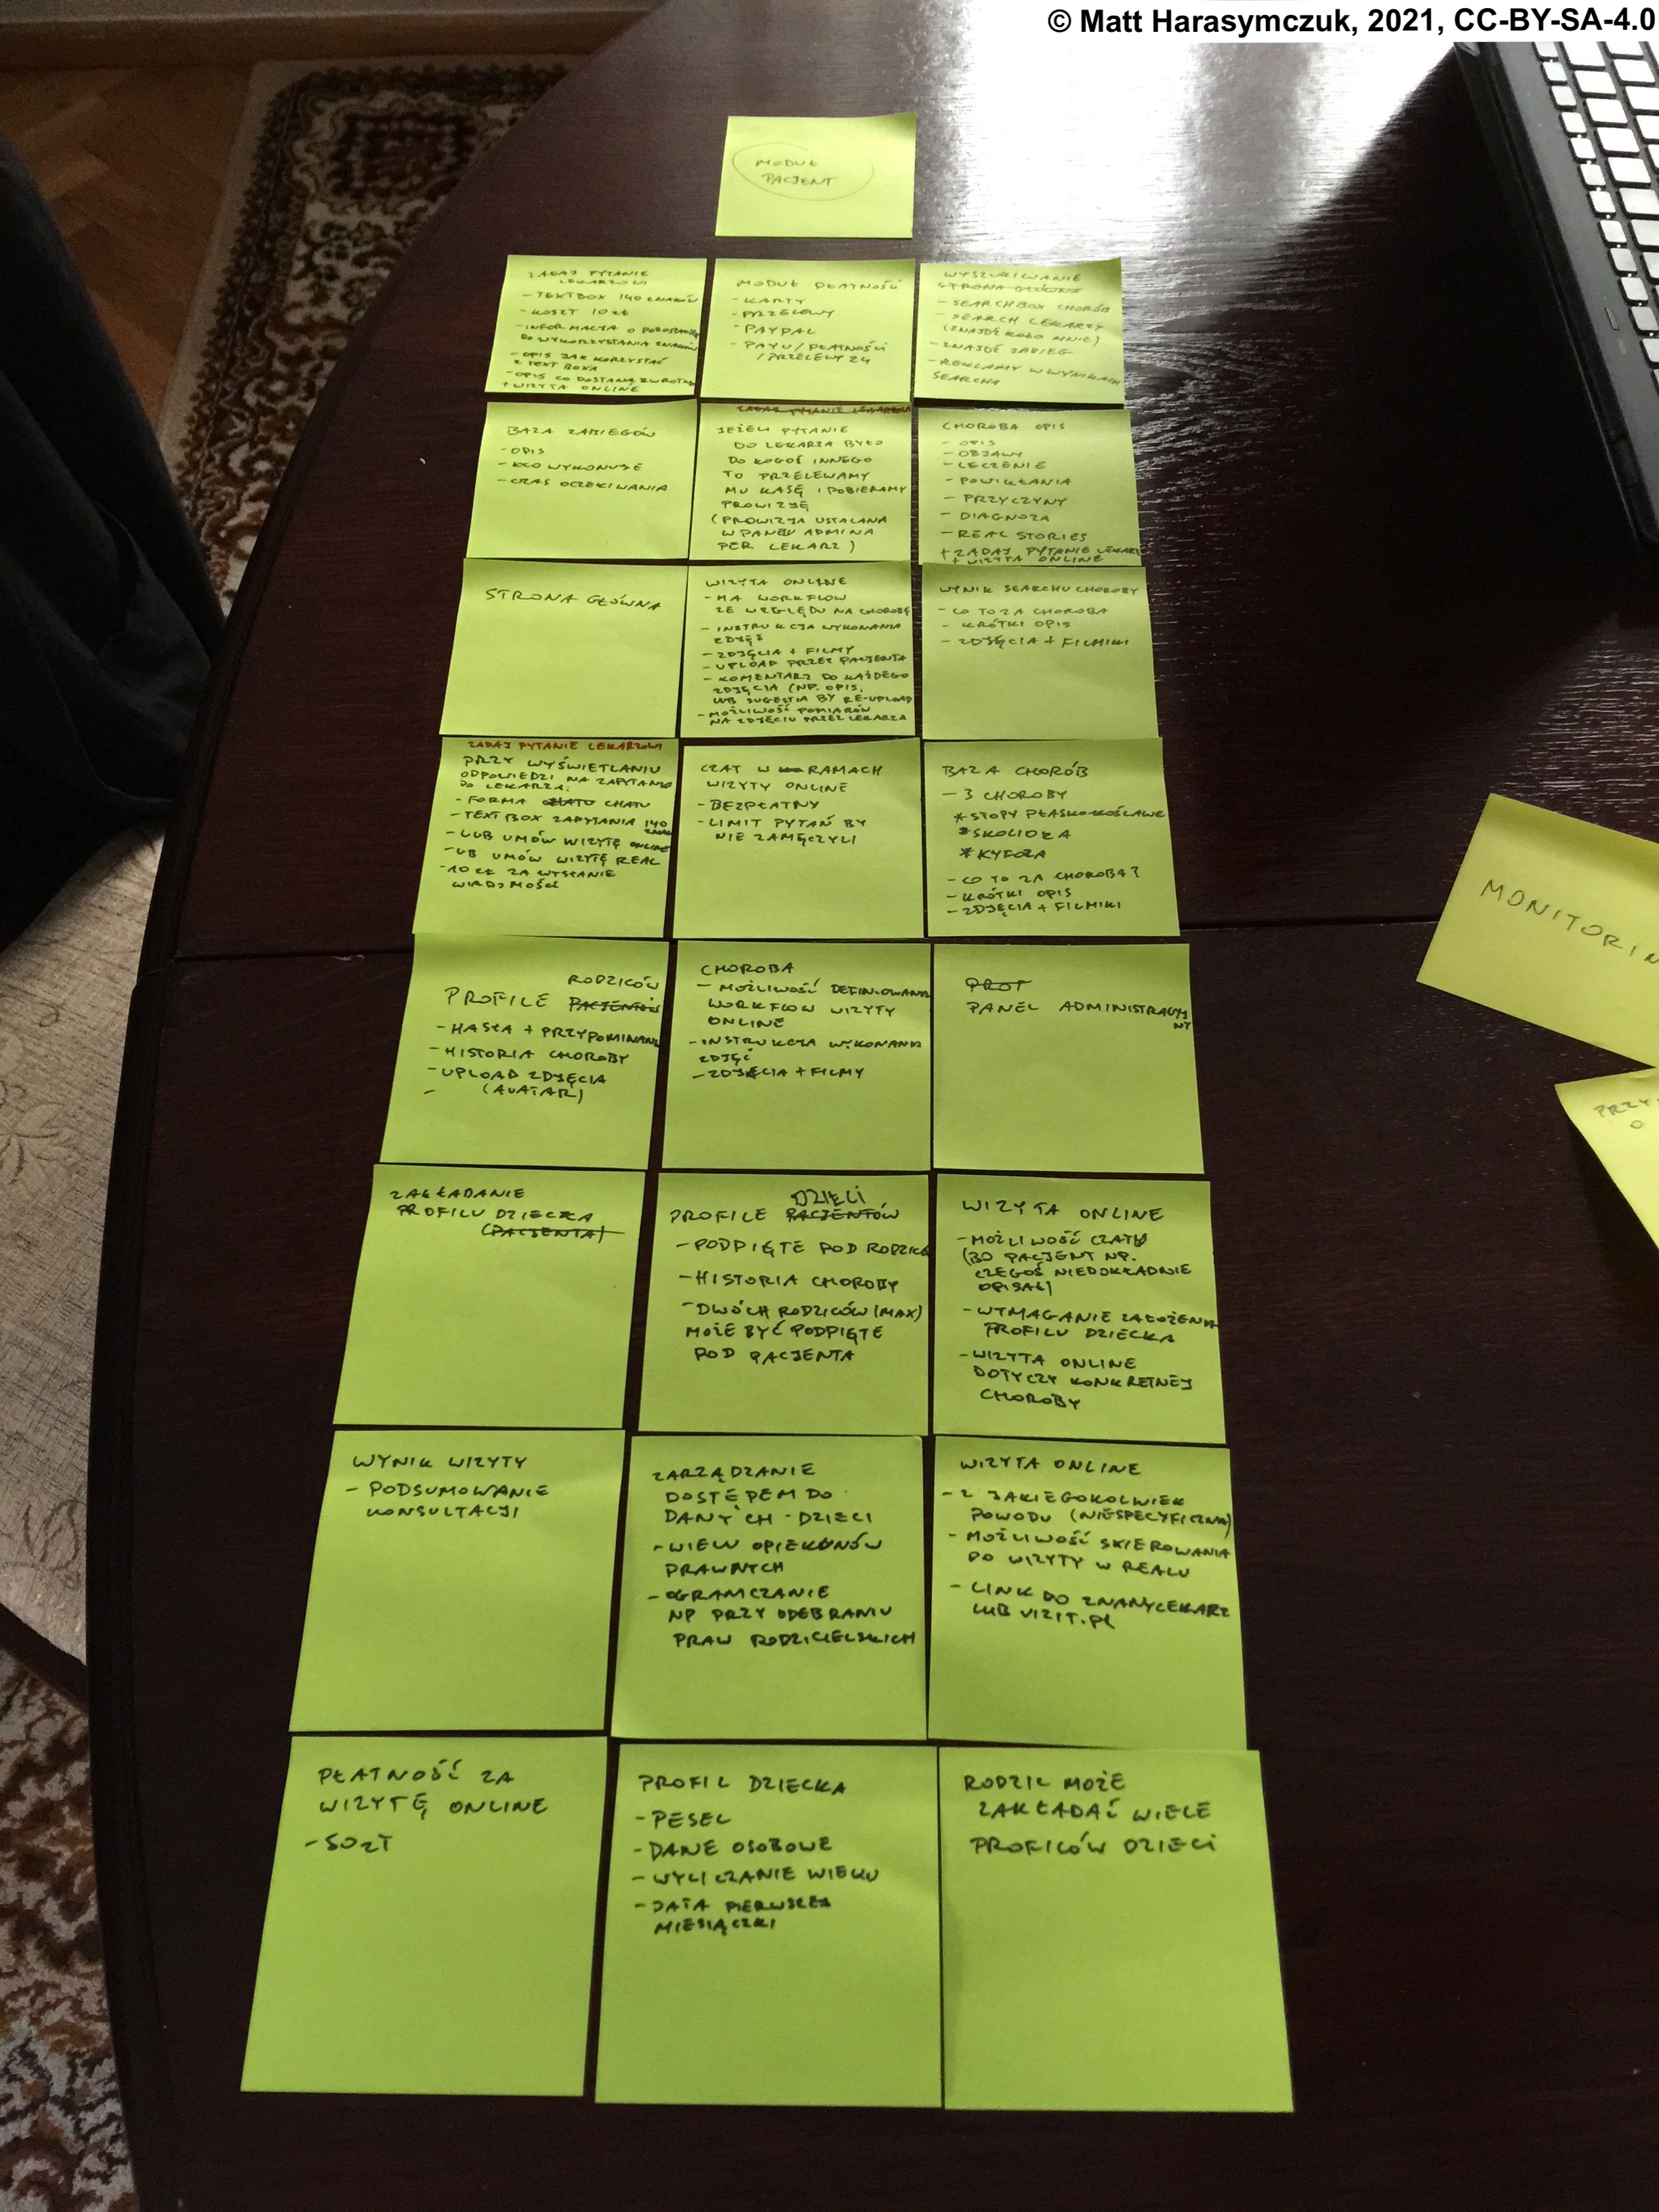 © Matt Harasymczuk, 2021, CC-BY-SA-4.0
MODUŁ
PACJENT
ZADAJ PYTANIE
LEKARZOWI
- TEXTBOX 140 ZNAKÓW
- KOSZT 10 ZŁ
- INFORMACJA O
DO WYKORZYSTANIA ZNAKÓW
- OPIS JAK KORZYSTAĆ
Z TEXT BOXA
- OPIS CO DOSTANĘ
+ WIZYTA ONLINE
MODUŁ PŁATNOŚCI
- KARTY
- PRZELEWY
- PAYPAL
- PAYU / PŁATNOŚCI
/ PRZELEWY 24
WYSZUKIWANIE
STRONA GŁÓWNA
- SEARCHBOX CHORÓB
- SEARCH LEKARZY
(ZNAJDŹ KOŁO MNIE)
- ZNAJDŹ ZABIEG
- REKLAMY W WYNIKACH
SEARCHA
BAZA ZABIEGÓW
- OPIS
- KTO WYKONUJE
- CZAS OCZEKIWANIA
ZADAJ PYTANIE LEKARZOWI
JEŻELI PYTANIE
DO LEKARZA BYŁO
DO KOGOŚ INNEGO
TO PRZELEWAMY
MU KASĘ I POBIERAMY
PROWIZJĘ
(PROWIZJA USTALANA
W PANELU ADMINA
PER LEKARZ)
CHOROBA OPIS
- OPIS
- OBJAWY
- LECZENIE
- POWIKŁANIA
- PRZYCZYNY
- DIAGNOZA
- REAL STORIES
+ ZADAJ PYTANIE LEKARZ
+ WIZYTA ONLINE
STRONA GŁÓWNA
WIZYTA ONLINE
- MA WORKFLOW
ZE WZGLĘDU NA CHOROBĘ
- INSTRUKCJA WYKONANIA
ZDJĘĆ
- ZDJĘCIA + FILMY
- UPLOAD PRZEZ PACJENTA
- KOMENTARZ DO KAŻDEGO
ZDJĘCIA (NP. OPIS,
LUB SUGESTIA BY RE-UPLOAD
- MOŻLIWOŚĆ POMIARÓW
NA ZDJĘCIU PRZEZ LEKARZA
WYNIK SEARCHU CHOROBY
- CO TO ZA CHOROBA
- KRÓTKI OPIS
- ZDJĘCIA + FILMIKI
ZADAJ PYTANIE LEKARZOWI
PRZY WYŚWIETLANIU
ODPOWIEDZI NA ZAPYTANIE
DO LEKARZA:
- FORMA CHATU
- TEXTBOX ZAPYTANIA 140
ZNAK
- LUB UMÓW WIZYTĘ ONLINE
- LUB UMÓW WIZYTĘ REAL
- 10 ZŁ ZA WYSŁANIE
WIADOMOŚCI
CZAT W RAMACH
WIZYTY ONLINE
- BEZPŁATNY
- LIMIT PYTAŃ BY
NIE ZAMĘCZYLI
BAZA CHORÓB
- 3 CHOROBY
* STOPY PŁASKO-KOŚLAWE
* SKOLIOZA
* KYFOZA
- CO TO ZA CHOROBA?
- KRÓTKI OPIS
- ZDJĘCIA + FILMIKI
RODZICÓW
PROFILE PACJENTÓW
- HASŁA + PRZYPOMINANI
- HISTORIA CHOROBY
- UPLOAD ZDJĘCIA
- (AVATAR)
CHOROBA
- MOŻLIWOŚĆ DEFINIOWANIA
WORKFLOW WIZYTY
ONLINE
- INSTRUKCJA WYKONANIA
ZDJĘĆ
- ZDJĘCIA + FILMY
PROF
PANEL ADMINISTRACYJ
NY
MONITORIN
PRZY
O
ZAKŁADANIE
PROFILU DZIECKA
(PACJENTA)
DZIECI
PROFILE PACJENTÓW
- PODPIĘTE POD RODZICA
- HISTORIA CHOROBY
- DWÓCH RODZICÓW (MAX)
MOŻE BYĆ PODPIĘTE
POD PACJENTA
WIZYTA ONLINE
- MOŻLIWOŚĆ CZATU
(BO PACJENT NP.
CZEGOŚ NIEDOKŁADNIE
OPISAŁ)
- WYMAGANIE ZAŁOŻENIA
PROFILU DZIECKA
- WIZYTA ONLINE
DOTYCZY KONKRETNEJ
CHOROBY
WYNIK WIZYTY
- PODSUMOWANIE
KONSULTACJI
ZARZĄDZANIE
DOSTĘPEM DO
DANYCH DZIECI
- WIELU OPIEKUNÓW
PRAWNYCH
- OGRANICZANIE
NP PRZY ODEBRANIU
PRAW RODZICIELSKICH
WIZYTA ONLINE
- Z JAKIEGOKOLWIEK
POWODU (NIESPECYFICZNA)
- MOŻLIWOŚĆ SKIEROWANIA
DO WIZYTY W REALU
- LINK DO ZNANYLEKARZ
LUB VIZIT.PL
PŁATNOŚĆ ZA
WIZYTĘ ONLINE
- 50 ZŁ
PROFIL DZIECKA
- PESEL
- DANE OSOBOWE
- WYLICZANIE WIEKU
- DATA PIERWSZEJ
MIESIĄCZKI
RODZIC MOŻE
ZAKŁADAĆ WIELE
PROFILÓW DZIECI